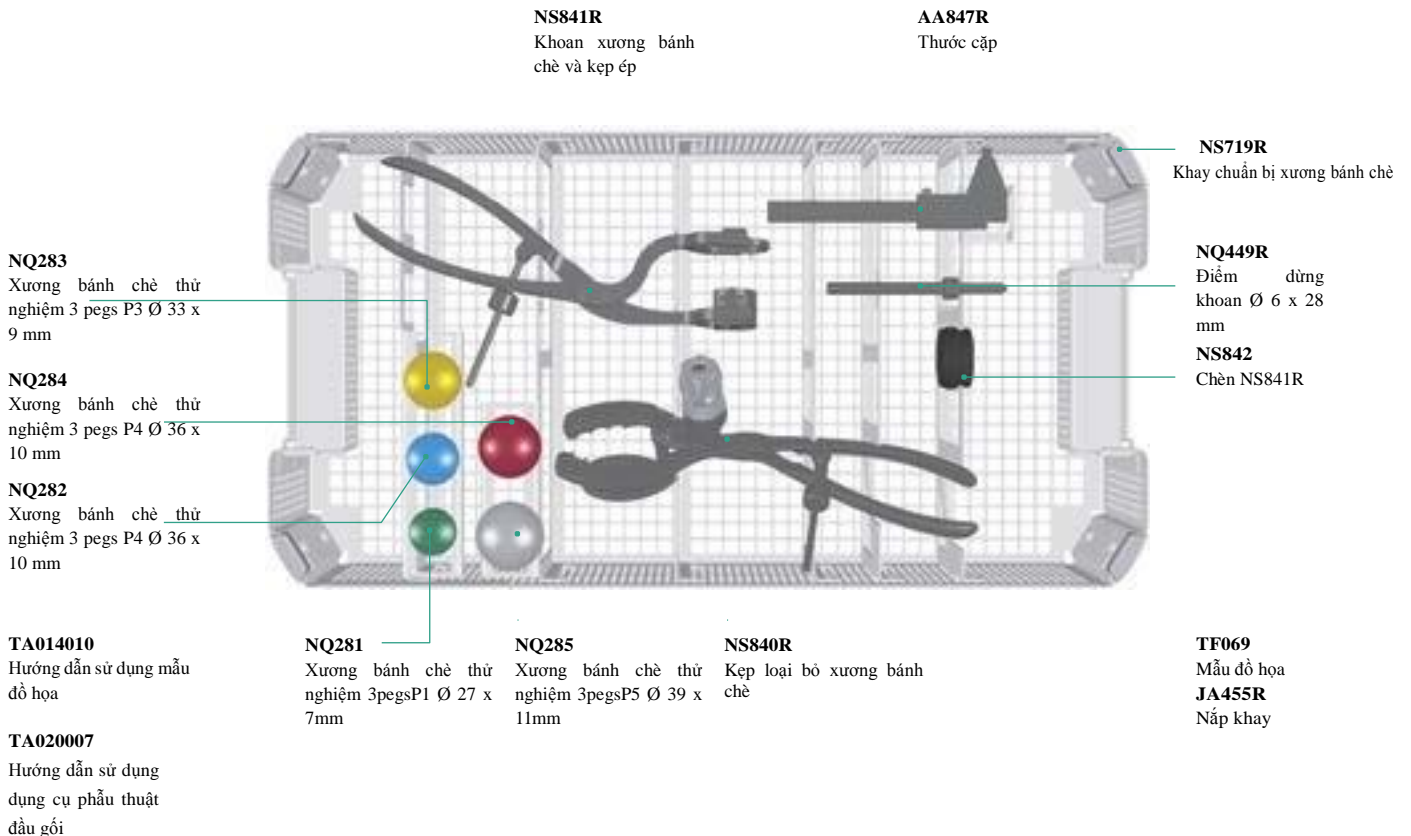 NS841R
Khoan xương bánh
chè và kẹp ép
AA847R
Thước cặp
NS719R
Khay chuẩn bị xương bánh chè
NQ283
Xương bánh chè thử
nghiệm 3 pegs P3 Ø 33 x
9 mm
NQ284
Xương bánh chè thử
nghiệm 3 pegs P4 Ø 36 x
10 mm
NQ282
Xương bánh chè thử
nghiệm 3 pegs P4 Ø 36 x
10 mm
NQ449R
Điểm dừng
khoan Ø 6 x 28
mm
NS842
Chèn NS841R
TA014010
Hướng dẫn sử dụng mẫu
đồ họa
TA020007
Hướng dẫn sử dụng
dụng cụ phẫu thuật
đầu gối
NQ281
Xương bánh chè thử
nghiệm 3pegsP1 Ø 27 x
7mm
NQ285
Xương bánh chè thử
nghiệm 3pegsP5 Ø 39 x
11mm
NS840R
Kẹp loại bỏ xương bánh
chè
TF069
Mẫu đồ họa
JA455R
Nắp khay